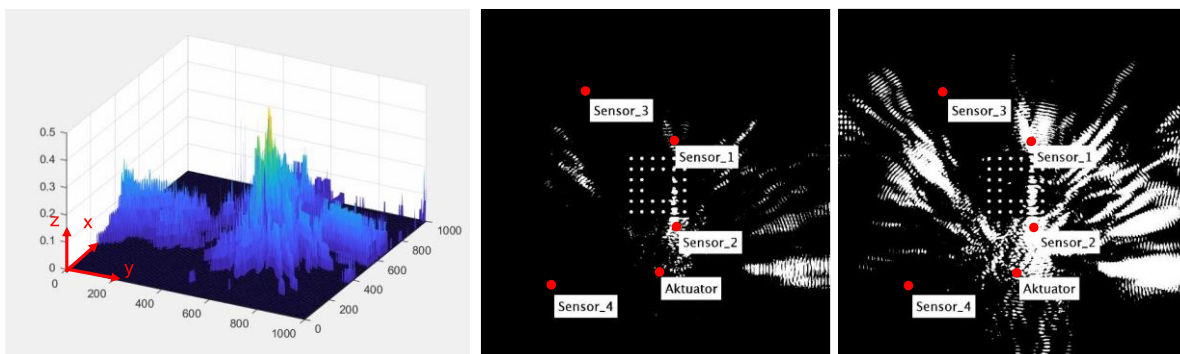 0.5
0.4
0.3
0.2
0.1
0
z
x
y
0
200
400
600
800
1000
0
200
400
600
800
1000
Sensor_3
Sensor_1
Sensor_2
Aktuator
Sensor_4
Sensor_3
Sensor_1
Sensor_2
Aktuator
Sensor_4